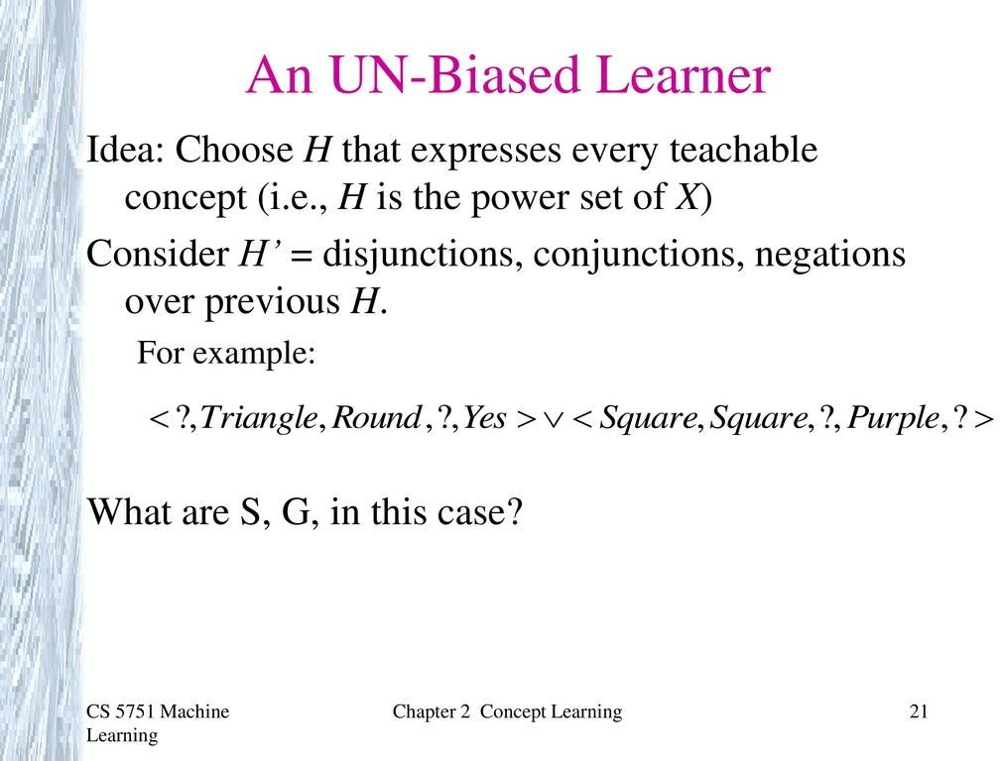 An UN-Biased Learner
Idea: Choose H that expresses every teachable
concept (i.e., H is the power set of X)
Consider H’ = disjunctions, conjunctions, negations
over previous H.
For example:
< ?, Triangle, Round, ?, Yes > ∨ < Square, Square, ?, Purple, ? >
What are S, G, in this case?
CS 5751 Machine
Learning
Chapter 2 Concept Learning
21